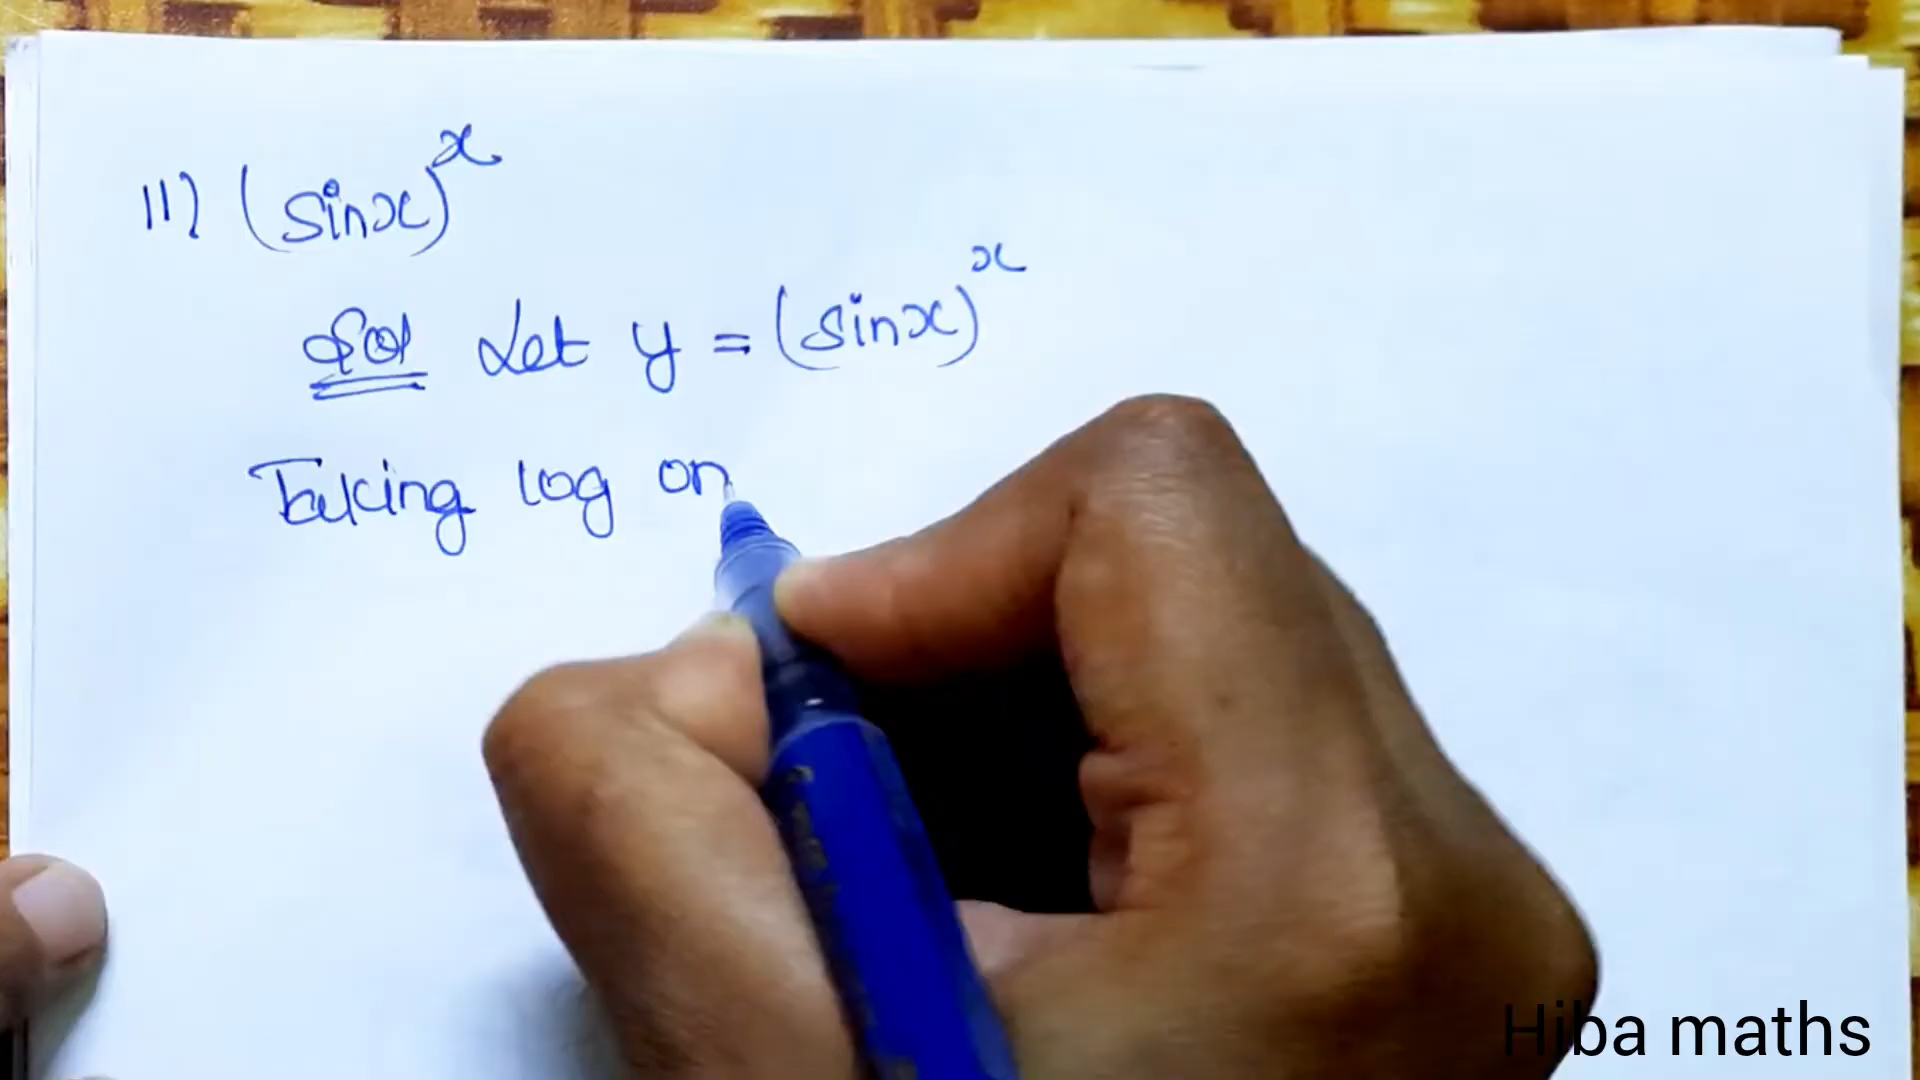 11) (sinx)^x
Sol Let y = (sinx)^x
Taking log on
Hiba maths